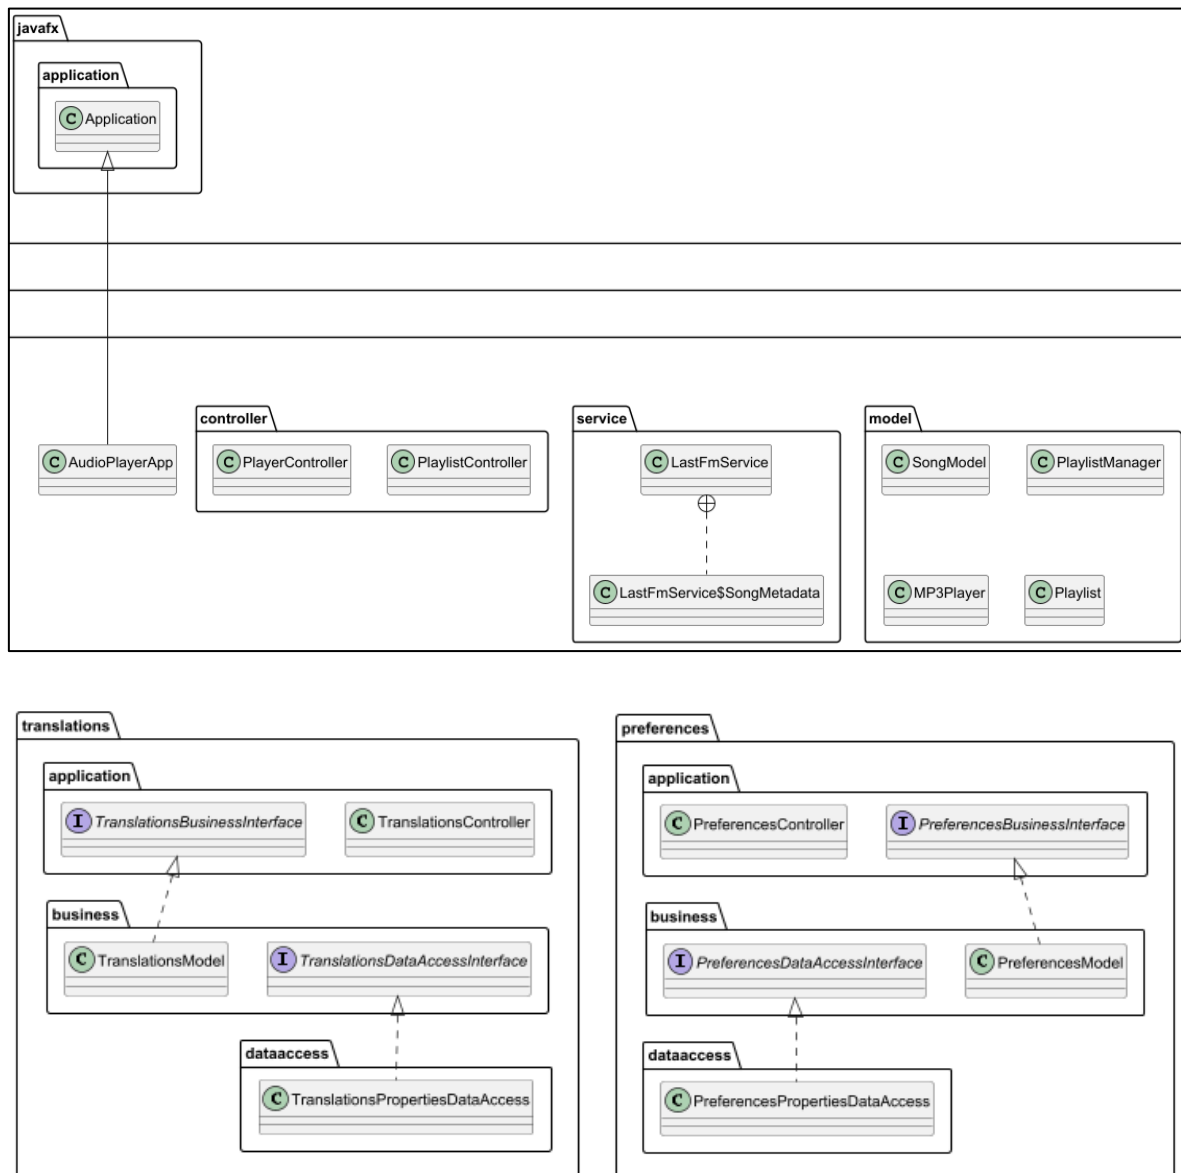 javafx
application
C Application
controller
service
model
C AudioPlayerApp
C PlayerController
C PlaylistController
C LastFmService
C SongModel
C PlaylistManager
C LastFmService$SongMetadata
C MP3Player
C Playlist
translations
application
I TranslationsBusinessInterface
C TranslationsController
business
C TranslationsModel
I TranslationsDataAccessInterface
dataaccess
C TranslationsPropertiesDataAccess
preferences
application
C PreferencesController
I PreferencesBusinessInterface
business
I PreferencesDataAccessInterface
C PreferencesModel
dataaccess
C PreferencesPropertiesDataAccess